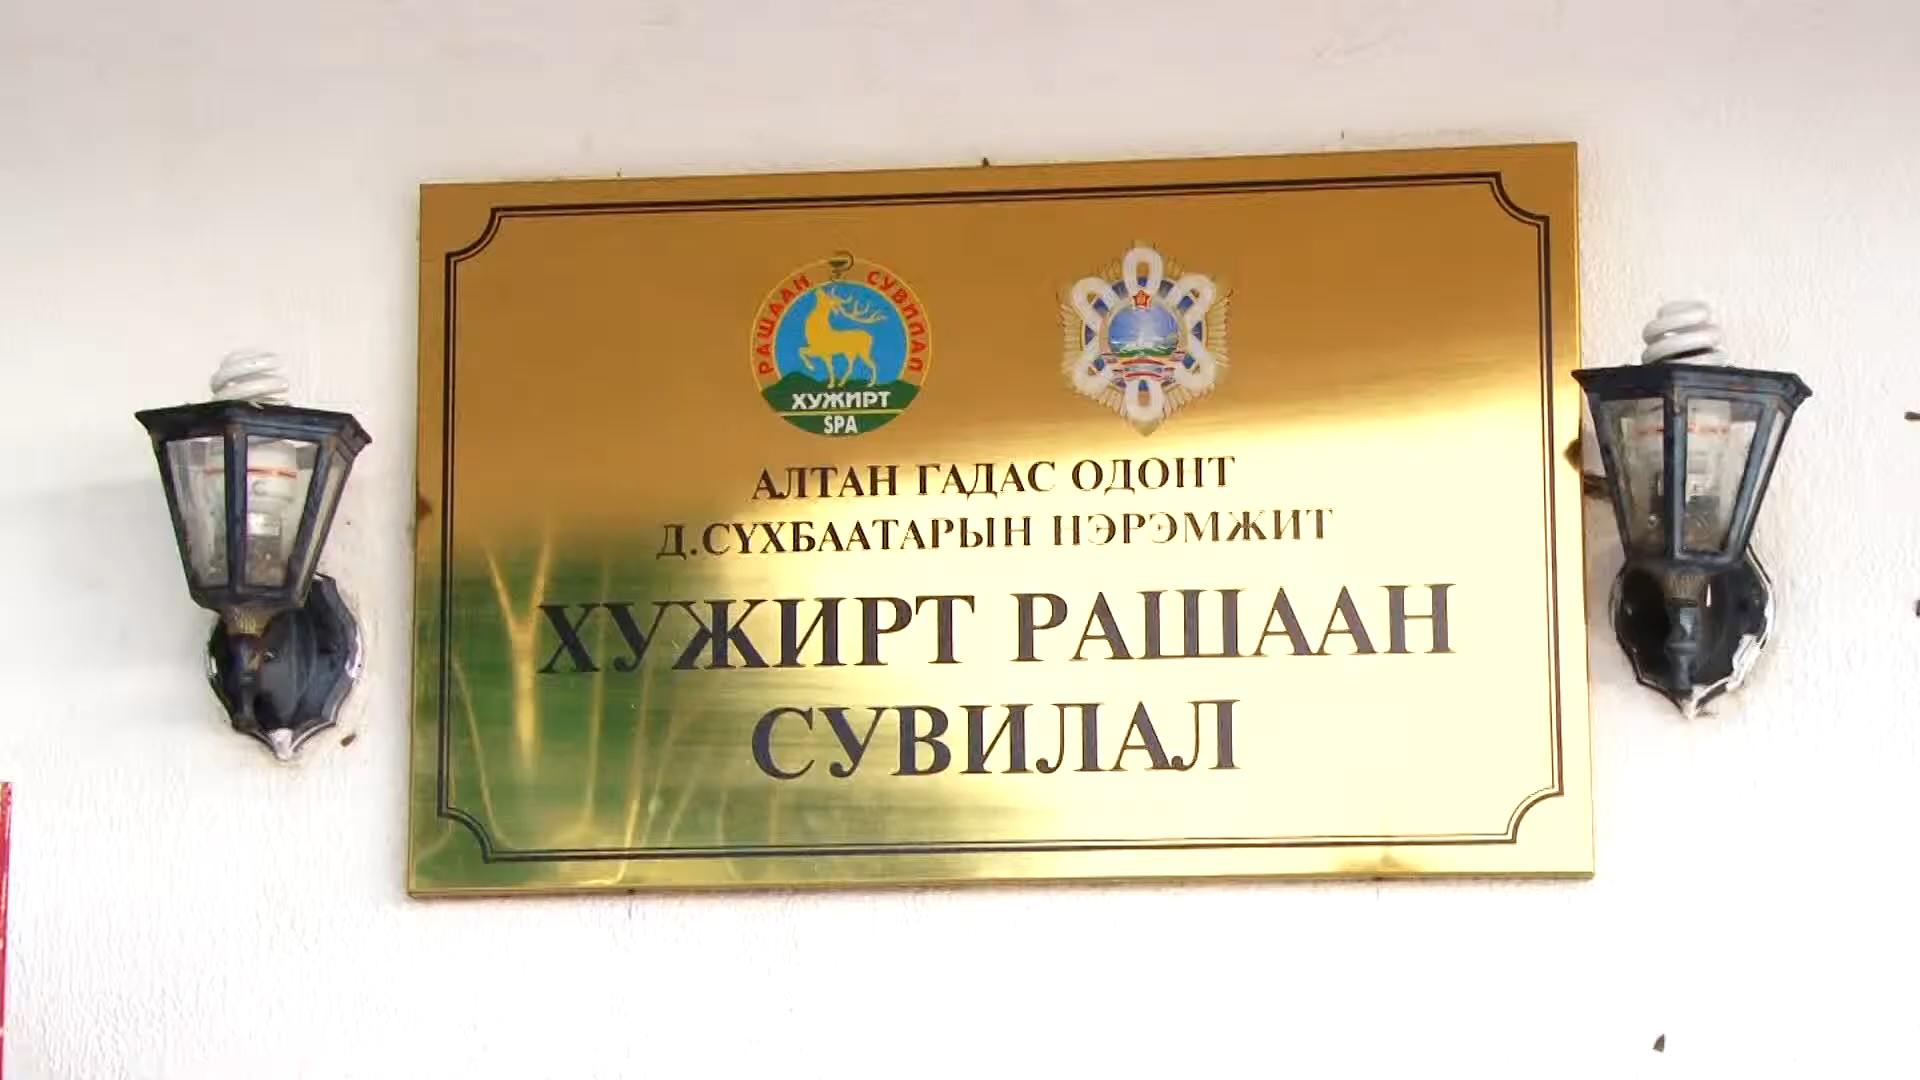 РАШААН СУВИЛАЛ
ХУЖИРТ
SPA
АЛТАН ГАДАС ОДОНТ
Д.СҮХБААТАРЫН НЭРЭМЖИТ
ХУЖИРТ РАШААН
СУВИЛАЛ